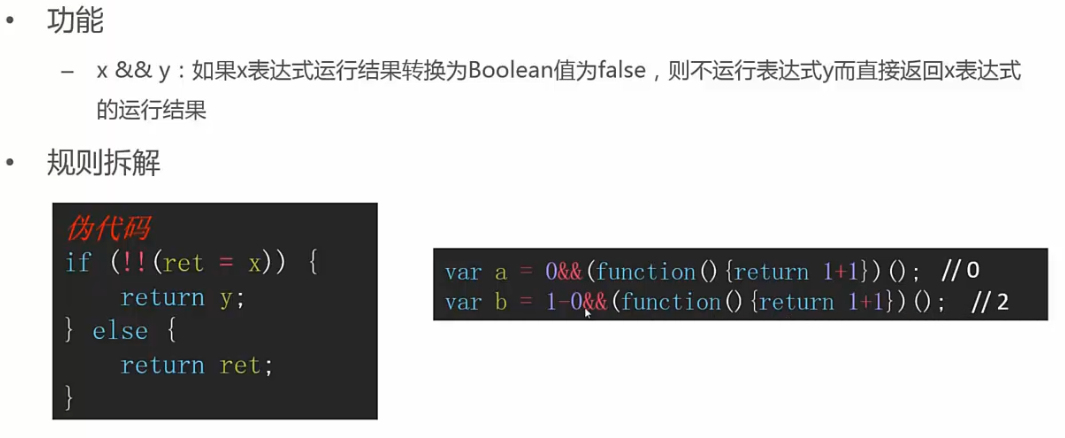 • 功能
– x && y：如果x表达式运行结果转换为Boolean值为false，则不运行表达式y而直接返回x表达式
的运行结果
• 规则拆解
伪代码
if (!!(ret = x)) {
    return y;
} else {
    return ret;
}
var a = 0&&(function(){return 1+1})(); //0
var b = 1-0&&(function(){return 1+1})(); //2